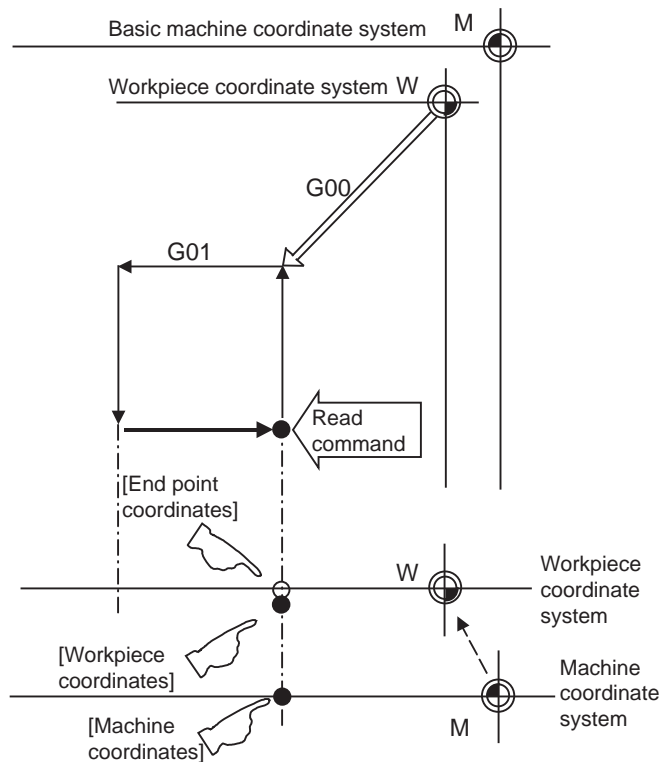 Basic machine coordinate system
M
Workpiece coordinate system
W
G00
G01
Read
command
[End point
coordinates]
W
Workpiece
coordinate
system
[Workpiece
coordinates]
Machine
coordinate
system
[Machine
coordinates]
M